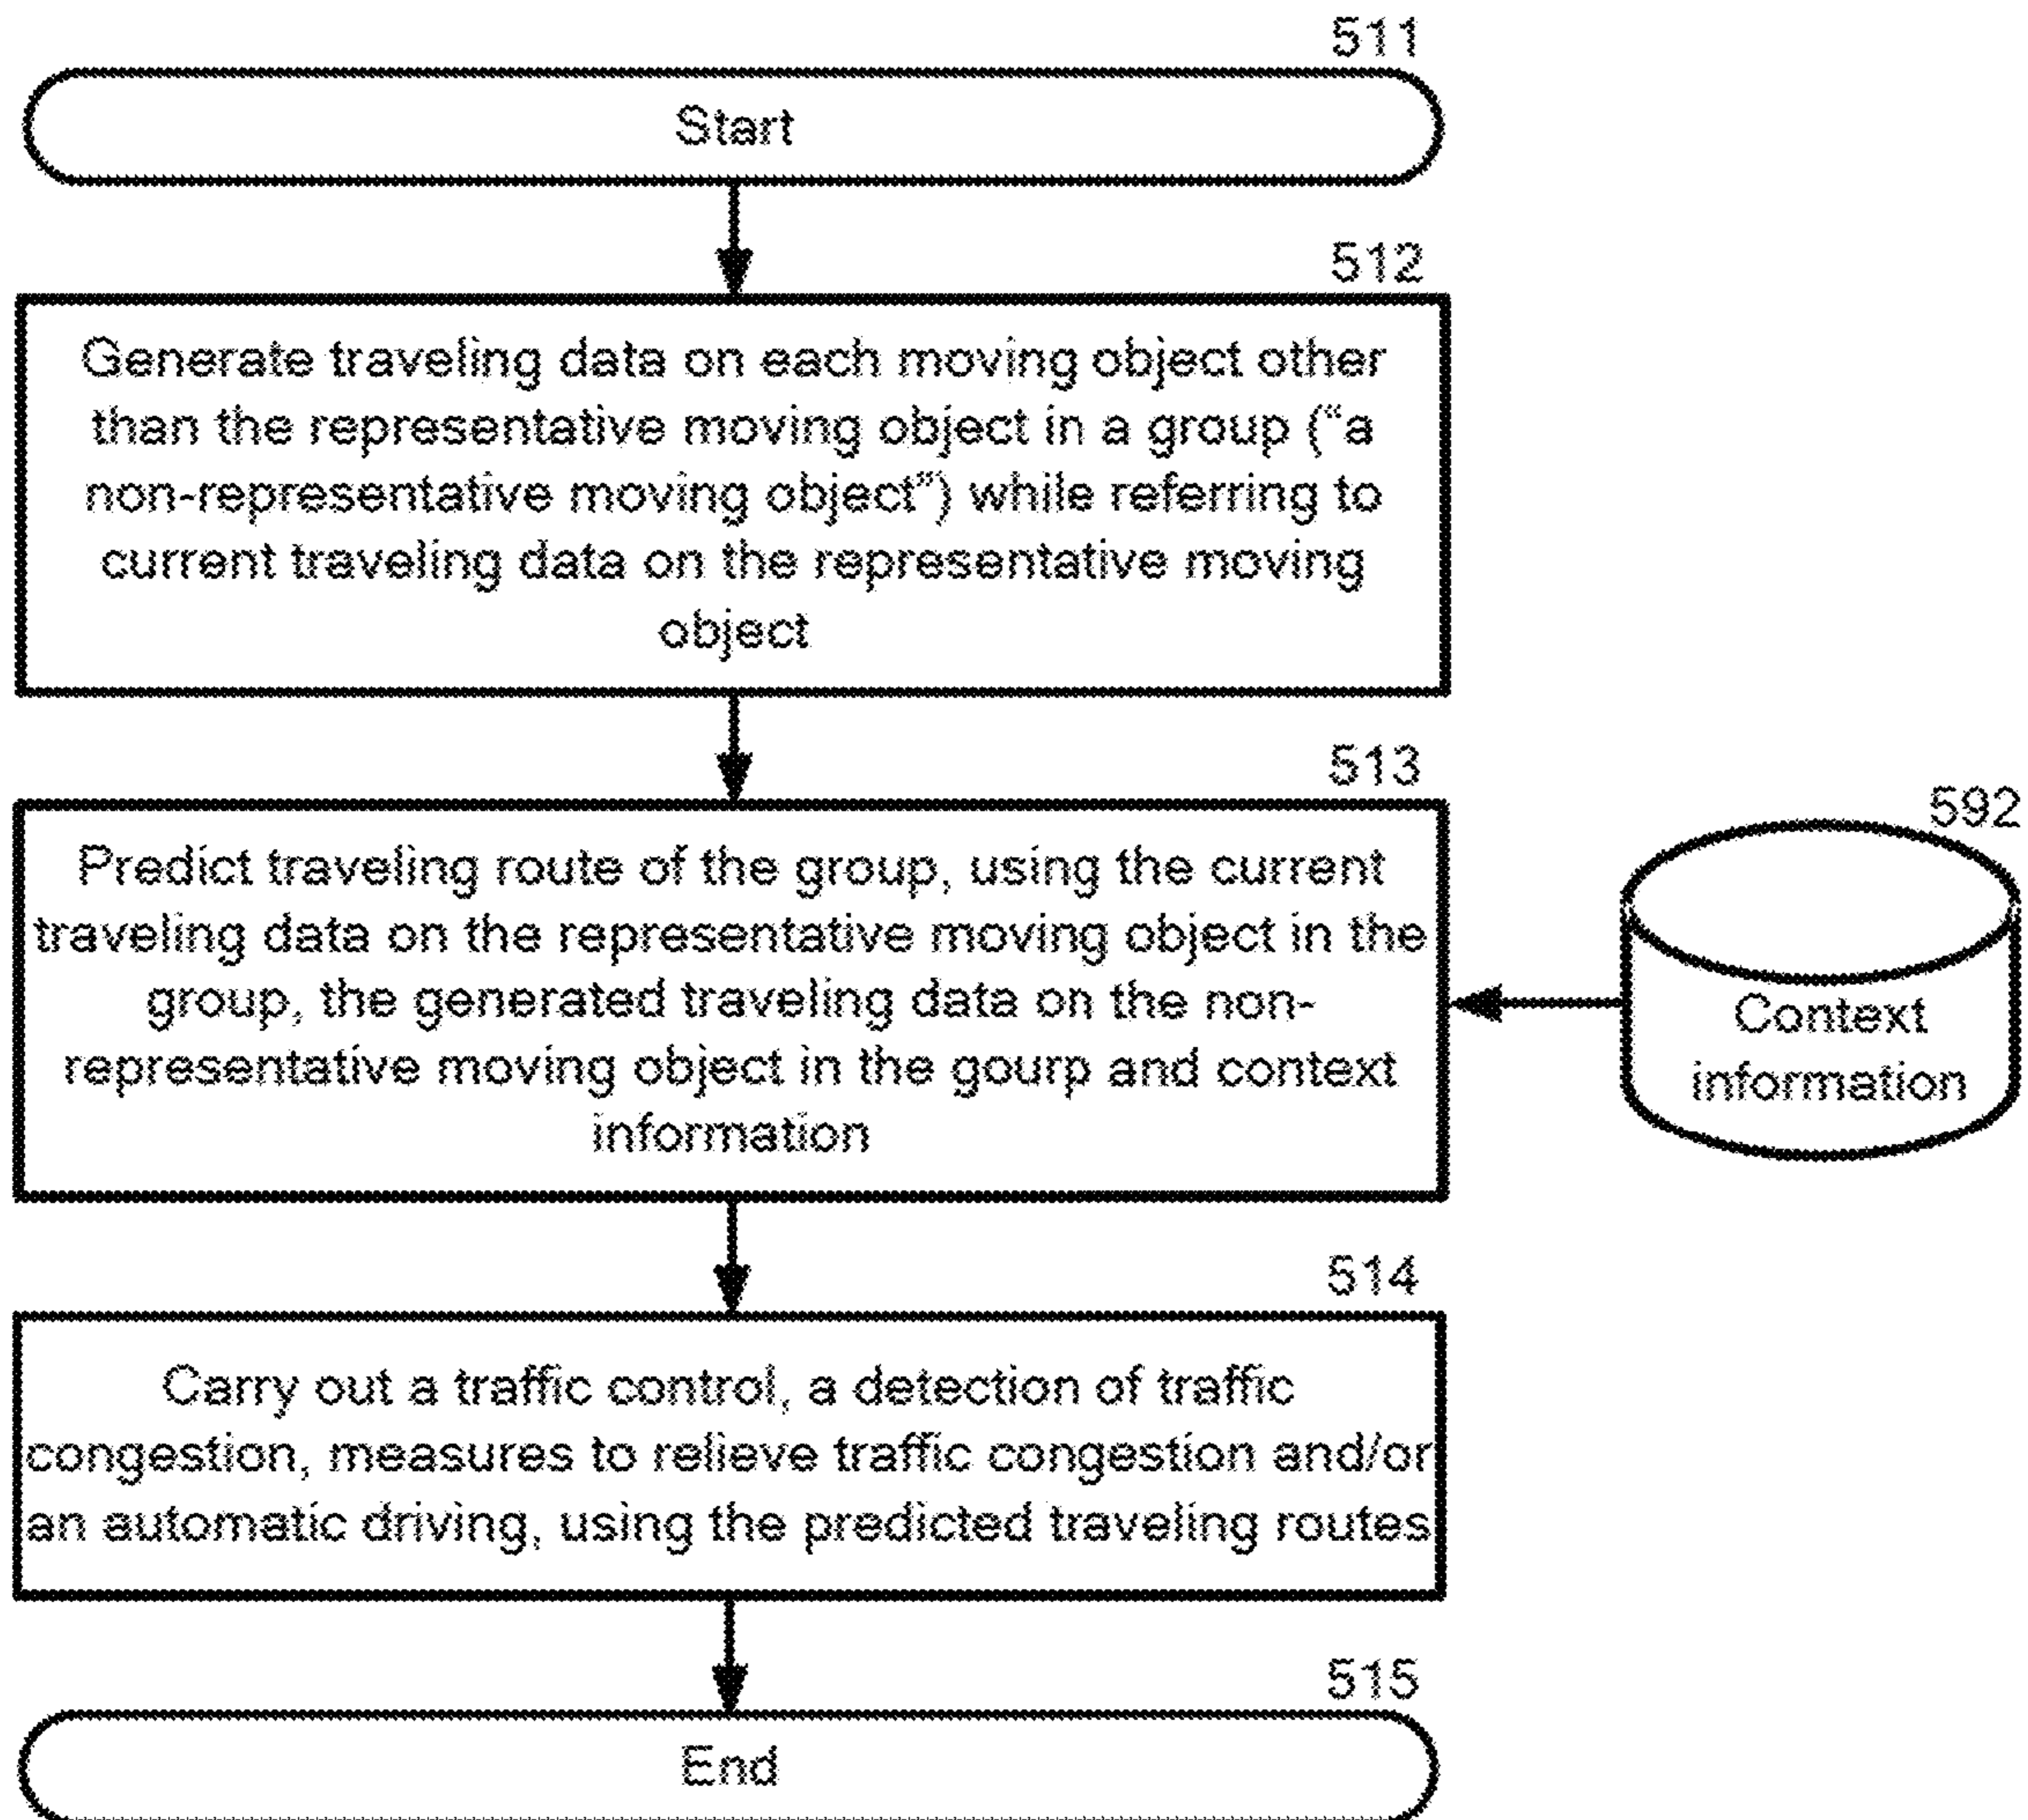 511
Start
512
Generate traveling data on each moving object other
than the representative moving object in a group (“a
non-representative moving object”) while referring to
current traveling data on the representative moving
object
513
Predict traveling route of the group, using the current
traveling data on the representative moving object in the
group, the generated traveling data on the non-
representative moving object in the gourp and context
information
592
Context
information
514
Carry out a traffic control, a detection of traffic
congestion, measures to relieve traffic congestion and/or
an automatic driving, using the predicted traveling routes
515
End